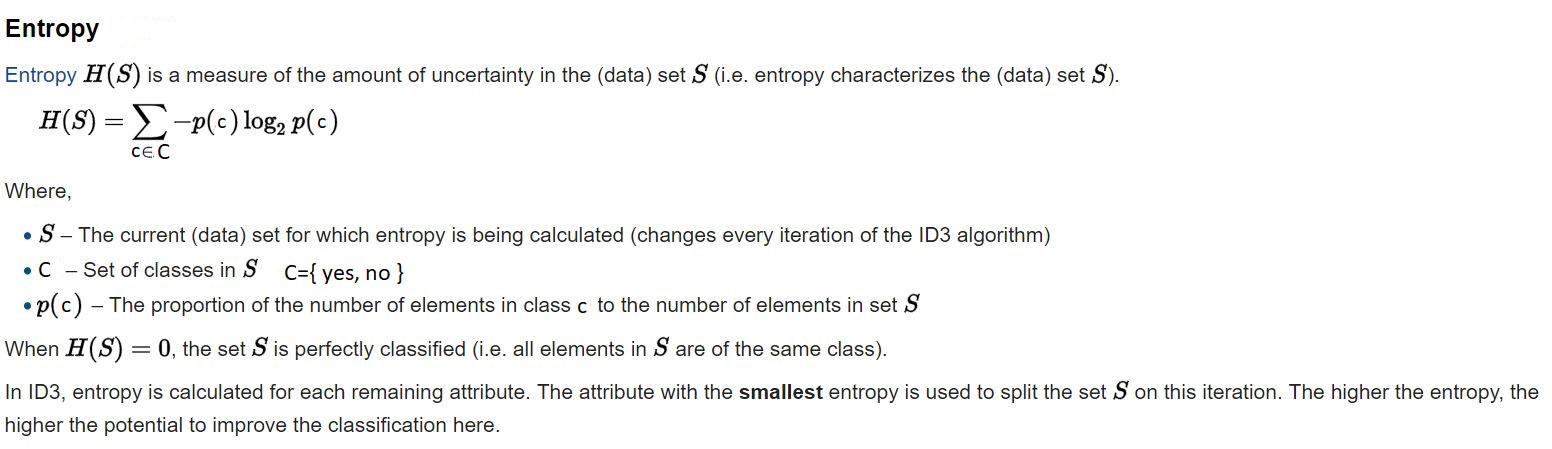 Entropy
Entropy H(S) is a measure of the amount of uncertainty in the (data) set S (i.e. entropy characterizes the (data) set S).
H(S) = ∑ −p(c) log₂ p(c)
c∈C
Where,
• S – The current (data) set for which entropy is being calculated (changes every iteration of the ID3 algorithm)
• C – Set of classes in S C={ yes, no }
• p(c) – The proportion of the number of elements in class c to the number of elements in set S
When H(S) = 0, the set S is perfectly classified (i.e. all elements in S are of the same class).
In ID3, entropy is calculated for each remaining attribute. The attribute with the smallest entropy is used to split the set S on this iteration. The higher the entropy, the
higher the potential to improve the classification here.